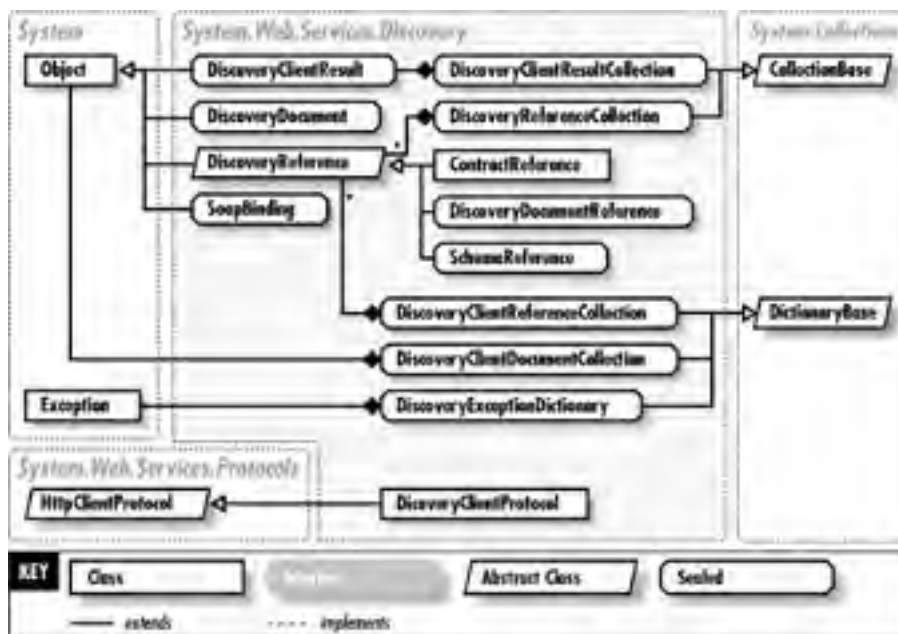 System
System.Web.Services.Discovery
System.Collections
Object
DiscoveryClientResult
DiscoveryClientResultCollection
CollectionBase
DiscoveryDocument
DiscoveryReferenceCollection
*
DiscoveryReference
ContractReference
*
SoapBinding
DiscoveryDocumentReference
SchemaReference
DiscoveryClientReferenceCollection
DictionaryBase
DiscoveryClientDocumentCollection
Exception
DiscoveryExceptionDictionary
System.Web.Services.Protocols
HttpClientProtocol
DicoveryClientProtocol
KEY
Class
Abstract Class
Sealed
extends
implements